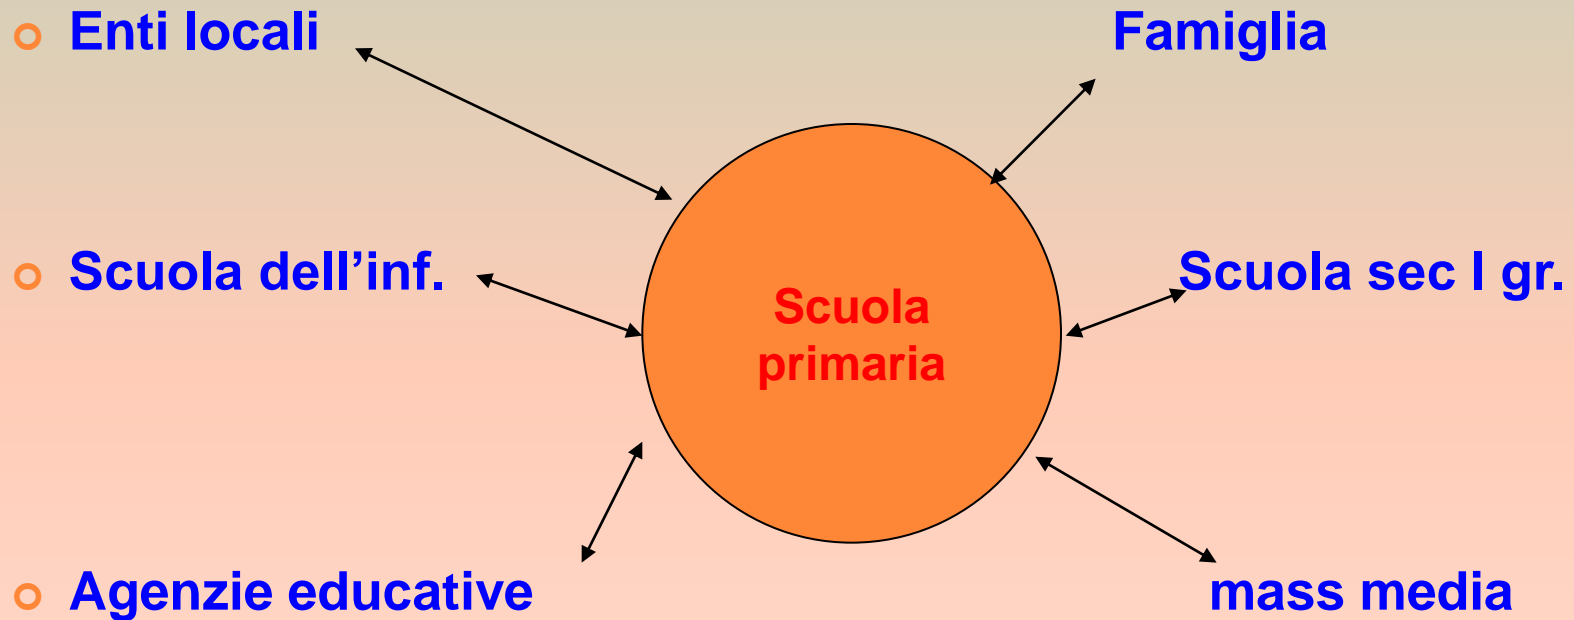 Enti locali
Famiglia
Scuola dell’inf.
Scuola sec I gr.
Scuola
primaria
Agenzie educative
mass media